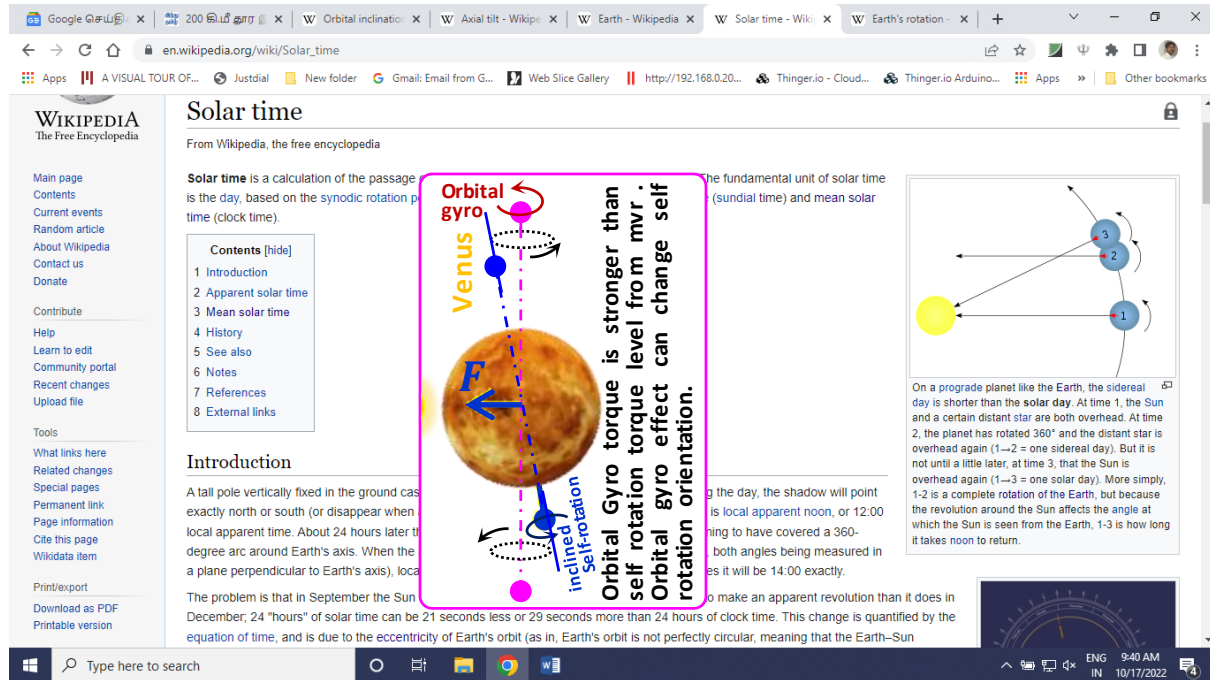 Google செய்தி
200 கி.மீ தூர
Orbital inclination
Axial tilt - Wikipe
Earth - Wikipedia
Solar time - Wiki
Earth's rotation -
en.wikipedia.org/wiki/Solar_time
Apps
A VISUAL TOUR OF...
Justdial
New folder
Gmail: Email from G...
Web Slice Gallery
http://192.168.0.20...
Thinger.io - Cloud...
Thinger.io Arduino...
Apps
»
Other bookmarks
WIKIPEDIA
The Free Encyclopedia
Main page
Contents
Current events
Random article
About Wikipedia
Contact us
Donate
Contribute
Help
Learn to edit
Community portal
Recent changes
Upload file
Tools
What links here
Related changes
Special pages
Permanent link
Page information
Cite this page
Wikidata item
Print/export
Download as PDF
Printable version
Solar time
From Wikipedia, the free encyclopedia
Solar time is a calculation of the passage
The fundamental unit of solar time
is the day, based on the synodic rotation
(sundial time) and mean solar
time (clock time).
Contents [hide]
1 Introduction
2 Apparent solar time
3 Mean solar time
4 History
5 See also
6 Notes
7 References
8 External links
Introduction
A tall pole vertically fixed in the ground
the day, the shadow will point
exactly north or south (or disappear when
is local apparent noon, or 12:00
local apparent time. About 24 hours later
to have covered a 360-
degree arc around Earth's axis. When the
both angles being measured in
a plane perpendicular to Earth's axis),
it will be 14:00 exactly.
The problem is that in September the Sun
make an apparent revolution than it does in
December; 24 "hours" of solar time can be 21 seconds less or 29 seconds more than 24 hours of clock time. This change is quantified by the
equation of time, and is due to the eccentricity of Earth's orbit (as in, Earth's orbit is not perfectly circular, meaning that the Earth–Sun
Orbital
gyro
Venus
F
inclined
Self-rotation
Orbital Gyro torque is stronger than
self rotation torque level from mvr .
Orbital gyro effect can change self
rotation orientation.
3
2
1
On a prograde planet like the Earth, the sidereal
day is shorter than the solar day. At time 1, the Sun
and a certain distant star are both overhead. At time
2, the planet has rotated 360° and the distant star is
overhead again (1→2 = one sidereal day). But it is
not until a little later, at time 3, that the Sun is
overhead again (1→3 = one solar day). More simply,
1-2 is a complete rotation of the Earth, but because
the revolution around the Sun affects the angle at
which the Sun is seen from the Earth, 1-3 is how long
it takes noon to return.
Type here to search
ENG
IN
9:40 AM
10/17/2022
4